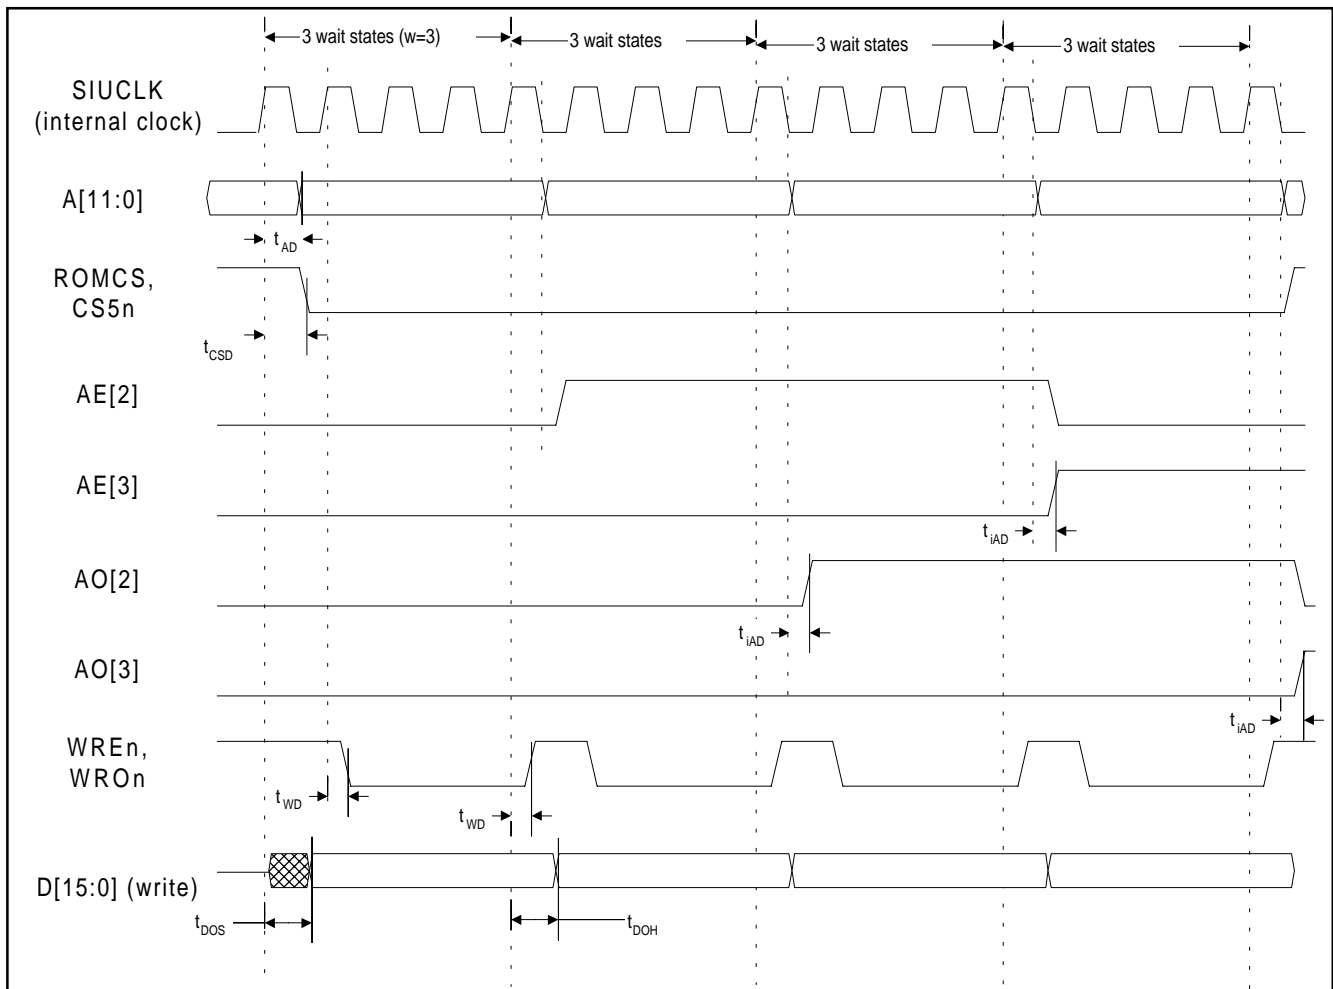 3 wait states (w=3)
3 wait states
3 wait states
3 wait states
SIUCLK
(internal clock)
A[11:0]
tAD
ROMCS,
CS5n
tCSD
AE[2]
AE[3]
tiAD
AO[2]
tiAD
AO[3]
tiAD
WREn,
WROn
tWD
tWD
D[15:0] (write)
tDOS
tDOH